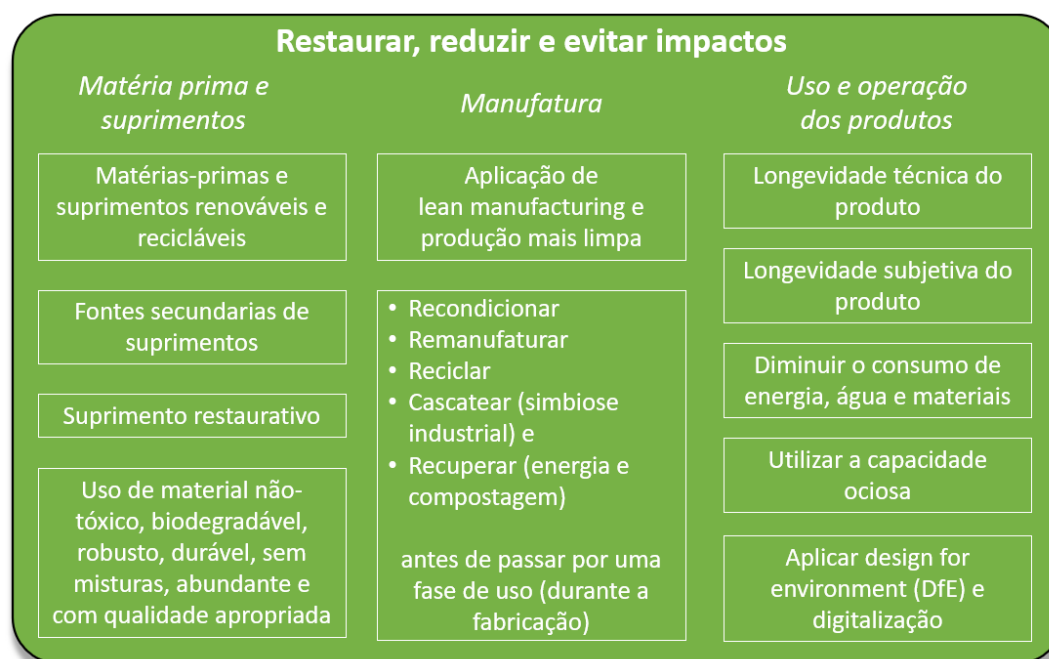 Restaurar, reduzir e evitar impactos
Matéria prima e
suprimentos
Matérias-primas e
suprimentos renováveis e
recicláveis
Fontes secundarias de
suprimentos
Suprimento restaurativo
Uso de material não-
tóxico, biodegradável,
robusto, durável, sem
misturas, abundante e
com qualidade apropriada
Manufatura
Aplicação de
lean manufacturing e
produção mais limpa
• Recondicionar
• Remanufaturar
• Reciclar
• Cascatear (simbiose
industrial) e
• Recuperar (energia e
compostagem)
antes de passar por uma
fase de uso (durante a
fabricação)
Uso e operação
dos produtos
Longevidade técnica do
produto
Longevidade subjetiva do
produto
Diminuir o consumo de
energia, água e materiais
Utilizar a capacidade
ociosa
Aplicar design for
environment (DfE) e
digitalização